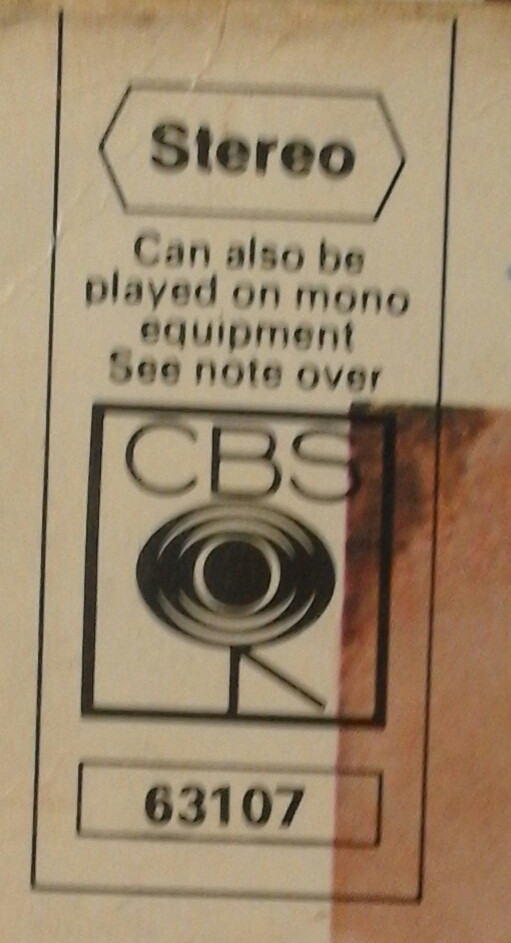 Stereo
Can also be
played on mono
equipment
See note over
CBS
63107